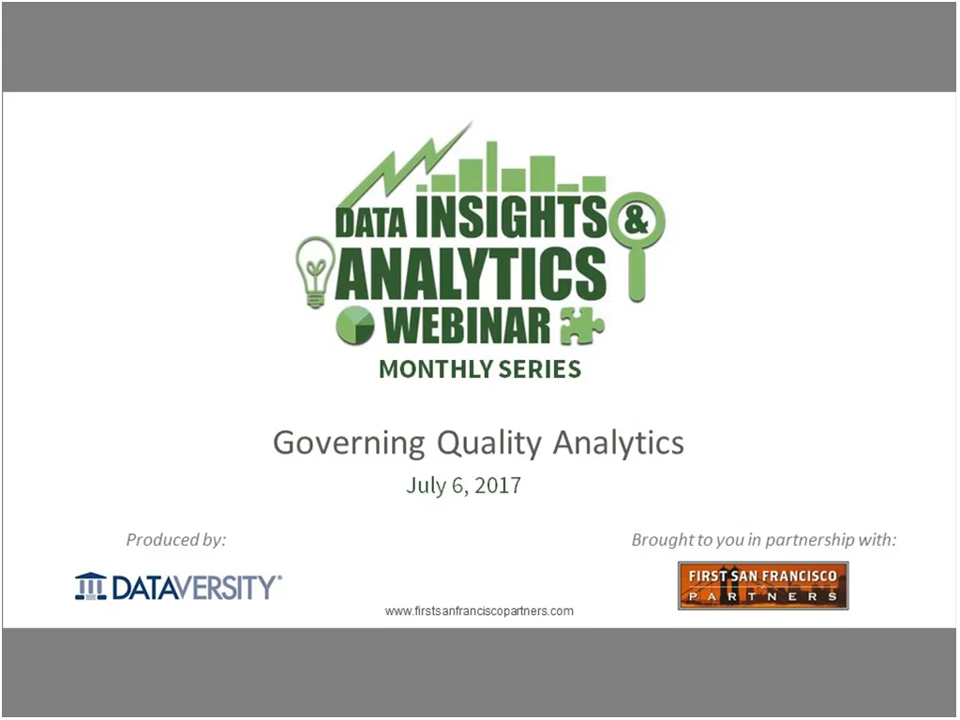 DATA INSIGHTS &
ANALYTICS
WEBINAR
MONTHLY SERIES
Governing Quality Analytics
July 6, 2017
Produced by:
Brought to you in partnership with:
DATAVERSITY®
FIRST SAN FRANCISCO
PARTNERS
www.firstsanfranciscopartners.com